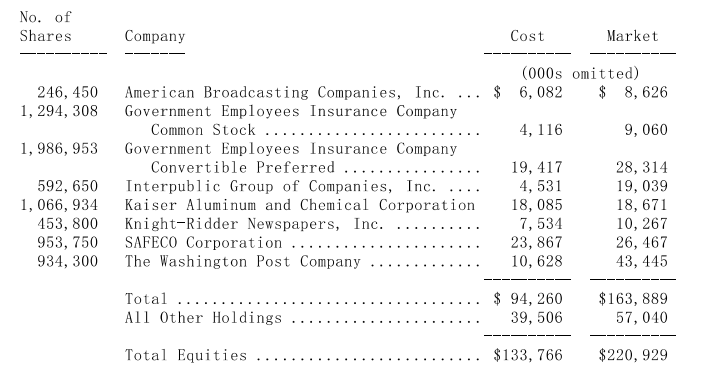 No. of
Shares Company Cost Market
(000s omitted)
246,450 American Broadcasting Companies, Inc. ... $ 6,082 $ 8,626
1,294,308 Government Employees Insurance Company
Common Stock ........................ 4,116 9,060
1,986,953 Government Employees Insurance Company
Convertible Preferred ................ 19,417 28,314
592,650 Interpublic Group of Companies, Inc. .... 4,531 19,039
1,066,934 Kaiser Aluminum and Chemical Corporation 18,085 18,671
453,800 Knight-Ridder Newspapers, Inc. .......... 7,534 10,267
953,750 SAFECO Corporation ..................... 23,867 26,467
934,300 The Washington Post Company ............. 10,628 43,445
Total .................................. $ 94,260 $163,889
All Other Holdings ..................... 39,506 57,040
Total Equities ......................... $133,766 $220,929